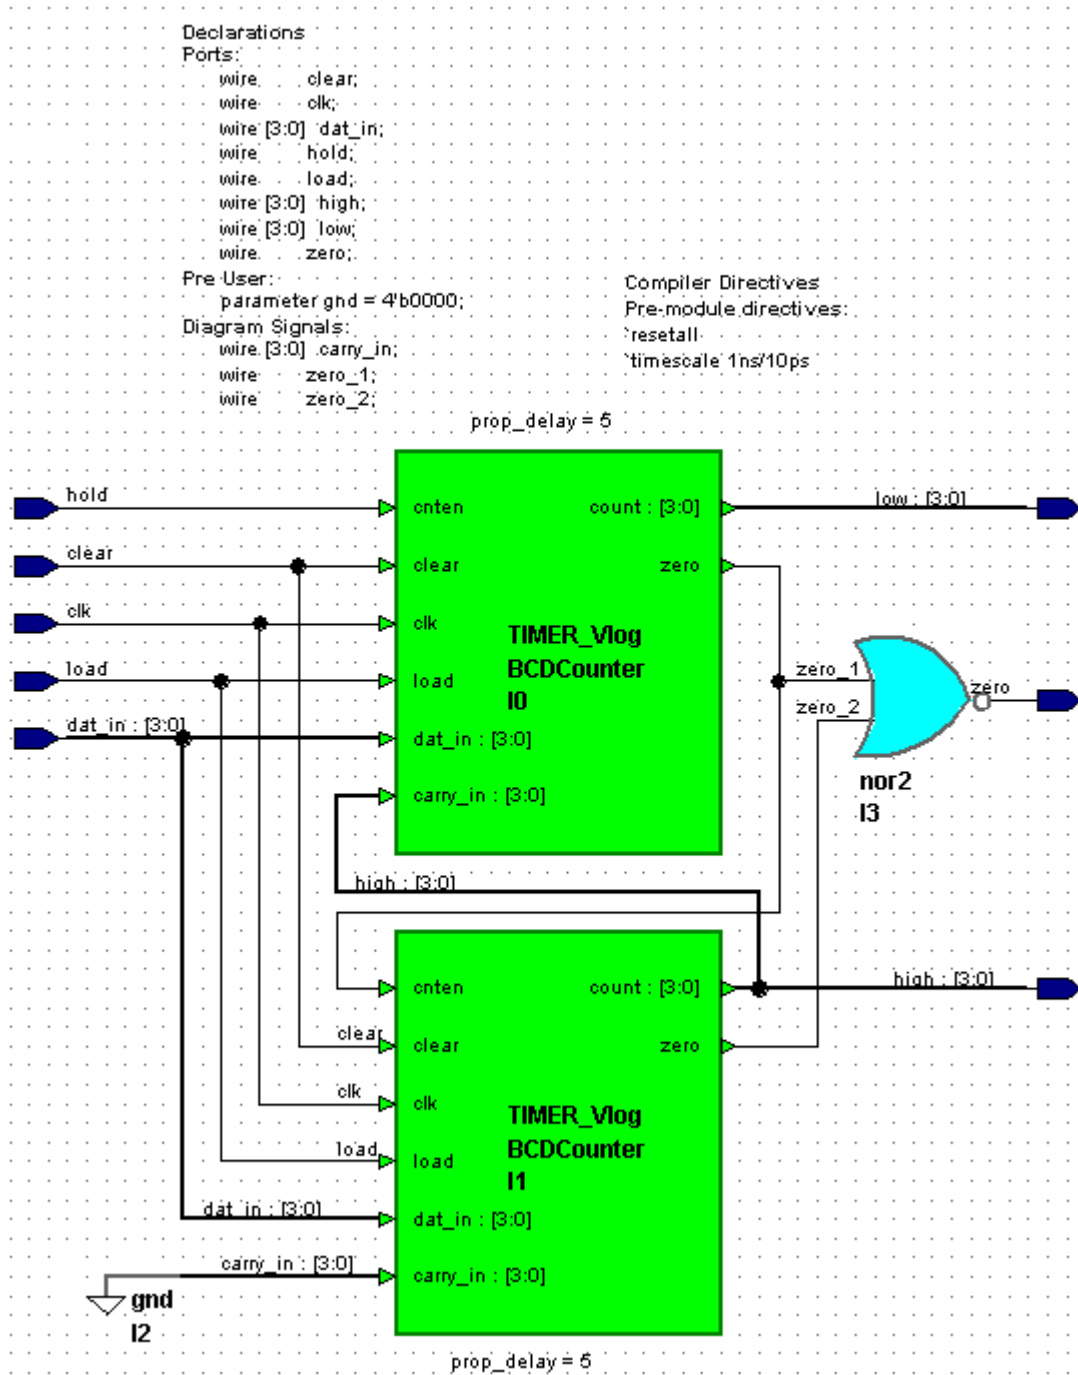 Declarations
Ports:
wire clear;
wire clk;
wire [3:0] dat_in;
wire hold;
wire load;
wire [3:0] high;
wire [3:0] low;
wire zero;
Pre User:
parameter gnd = 4'b0000;
Diagram Signals:
wire [3:0] carry_in;
wire zero_1;
wire zero_2;
Compiler Directives
Pre-module directives:
`resetall
`timescale 1ns/10ps
prop_delay = 5
hold
cnten
count : [3:0]
low : [3:0]
clear
clear
zero
clk
clk
TIMER_Vlog
BCDCounter
I0
load
load
zero_1
zero
zero_2
dat_in : [3:0]
dat_in : [3:0]
nor2
I3
carry_in : [3:0]
high : [3:0]
cnten
count : [3:0]
high : [3:0]
clear
clear
zero
clk
clk
TIMER_Vlog
BCDCounter
I1
load
load
dat_in : [3:0]
dat_in : [3:0]
carry_in : [3:0]
carry_in : [3:0]
gnd
I2
prop_delay = 5